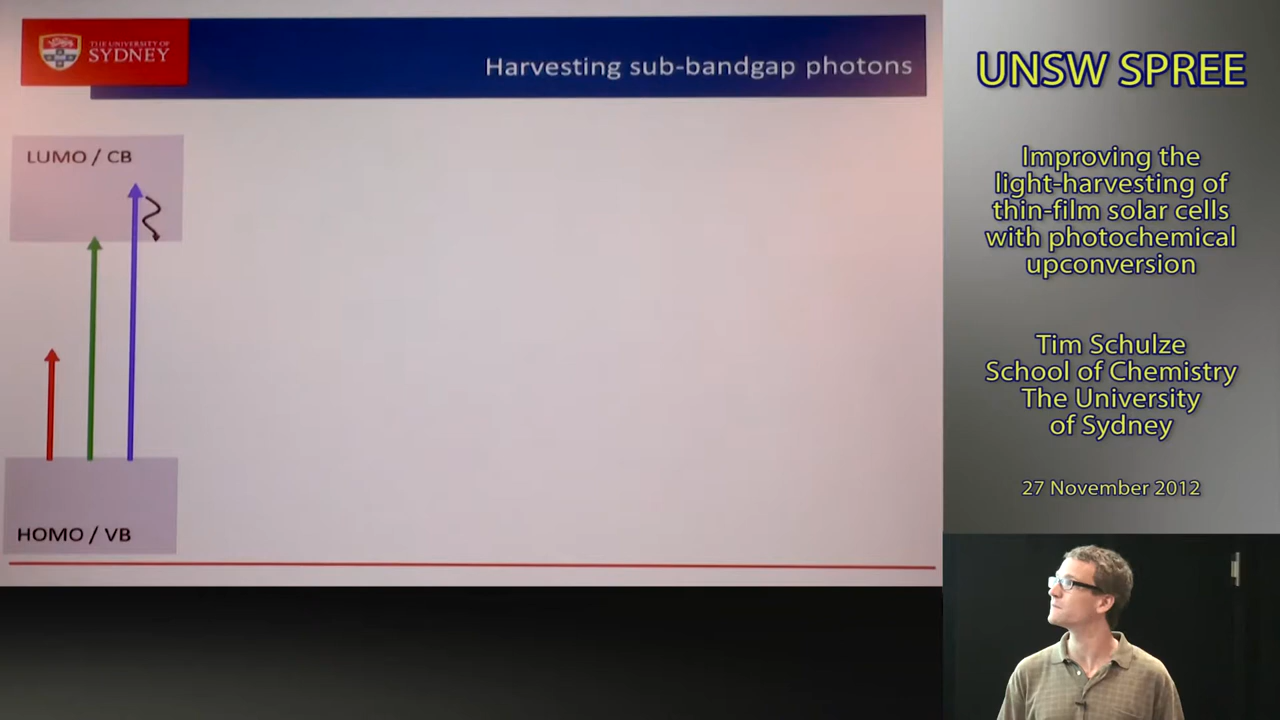 THE UNIVERSITY OF
SYDNEY
Harvesting sub-bandgap photons
LUMO / CB
HOMO / VB
UNSW SPREE
Improving the
light-harvesting of
thin-film solar cells
with photochemical
upconversion
Tim Schulze
School of Chemistry
The University
of Sydney
27 November 2012